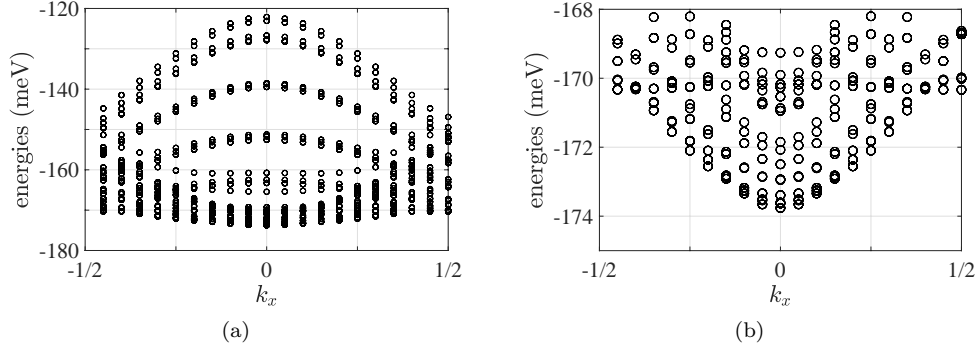 -120
-140
-160
-180
energies (meV)
-1/2
0
1/2
k_x
(a)
-168
-170
-172
-174
energies (meV)
-1/2
0
1/2
k_x
(b)